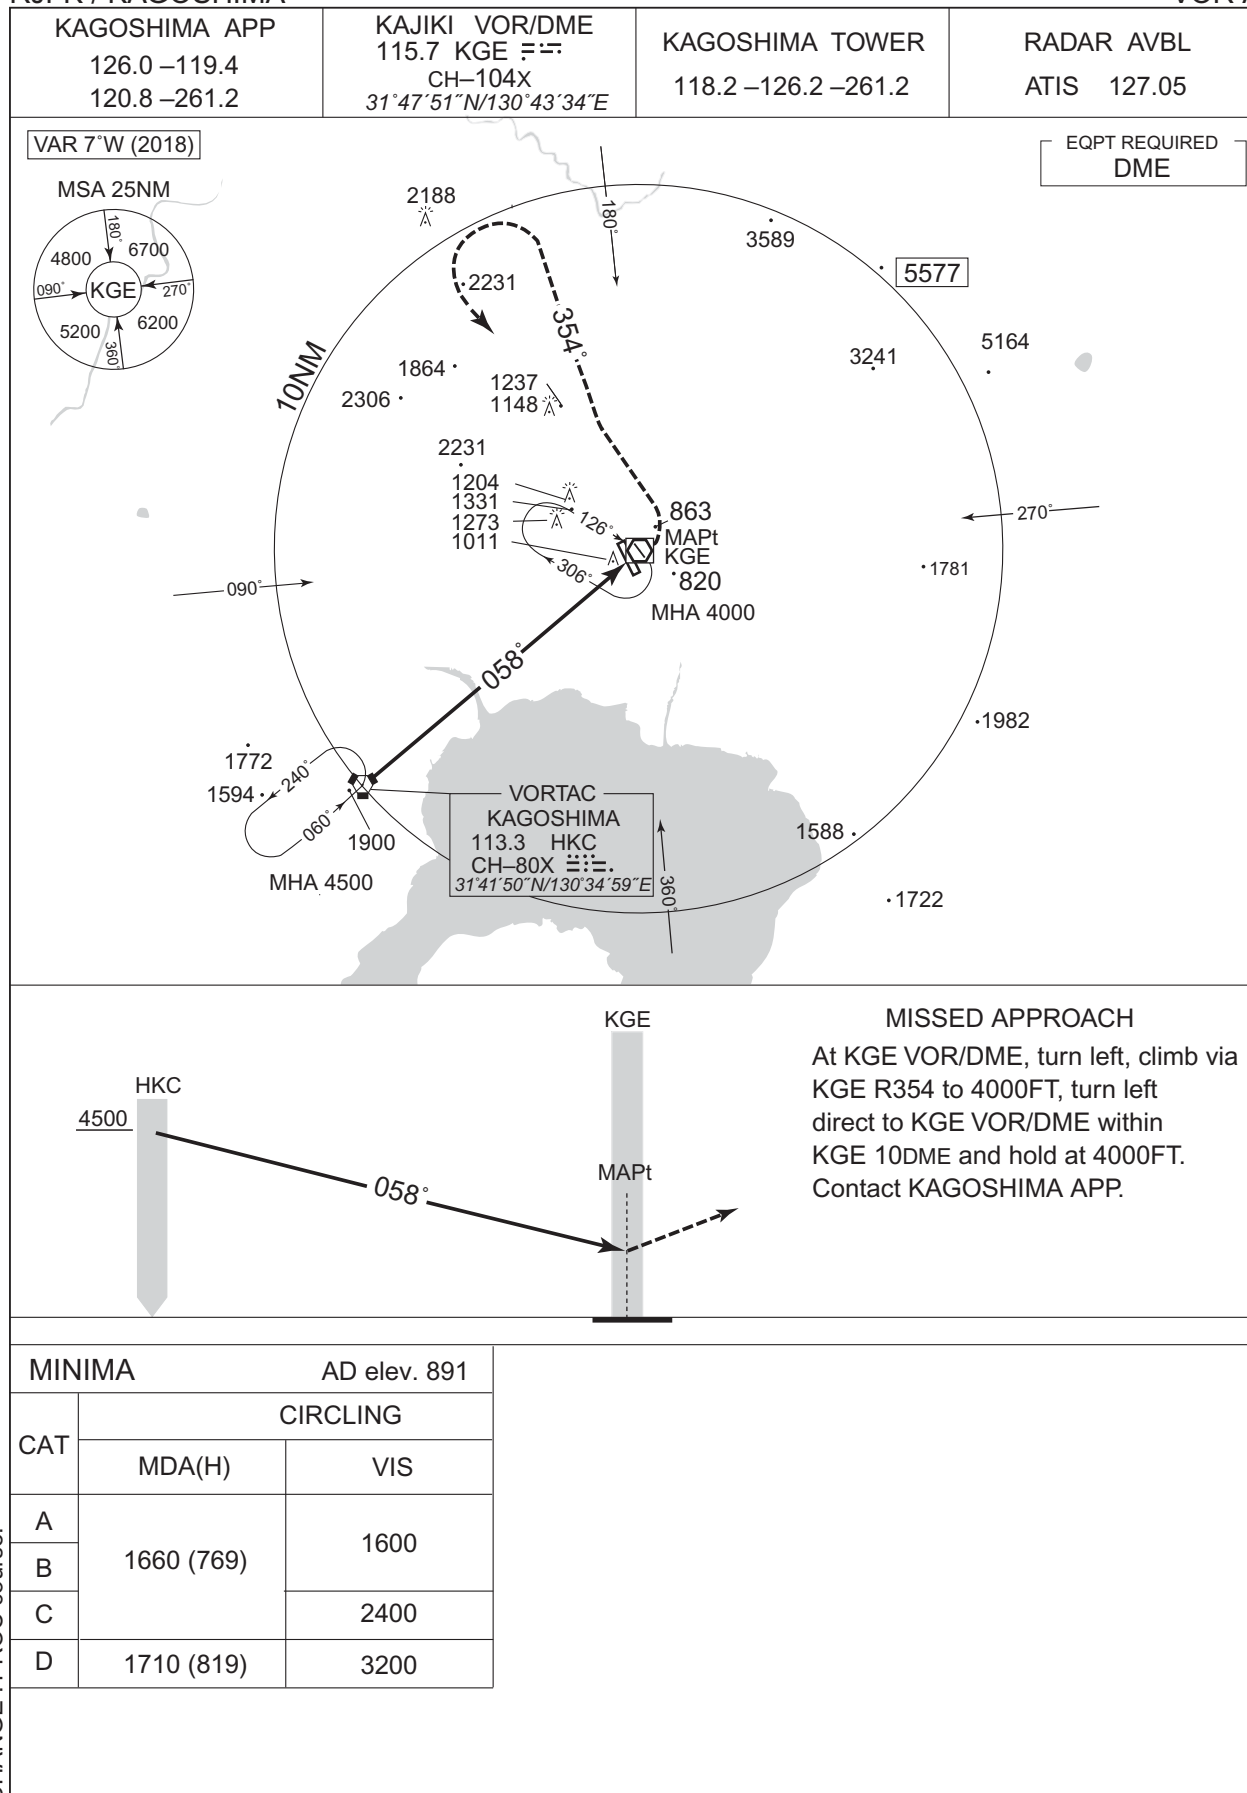 KAGOSHIMA APP
126.0 –119.4
120.8 –261.2
KAJIKI VOR/DME
115.7 KGE
CH–104X
31˚47´51˝N/130˚43´34˝E
KAGOSHIMA TOWER
118.2 –126.2 –261.2
RADAR AVBL
ATIS 127.05
VAR 7˚W (2018)
EQPT REQUIRED
DME
MSA 25NM
180˚
4800
6700
090˚
KGE
270˚
5200
6200
360˚
2188
180˚
3589
5577
2231
354˚
10NM
3241
5164
1864
1237
2306
1148
2231
1204
1331
1273
1011
126˚
306˚
863
MAPt
KGE
820
MHA 4000
270˚
1781
090˚
058˚
1982
1772
1594
240˚
060˚
1900
MHA 4500
VORTAC
KAGOSHIMA
113.3 HKC
CH–80X
31˚41´50˝N/130˚34´59˝E
360˚
1588
1722
KGE
HKC
4500
058˚
MAPt
MISSED APPROACH
At KGE VOR/DME, turn left, climb via
KGE R354 to 4000FT, turn left
direct to KGE VOR/DME within
KGE 10DME and hold at 4000FT.
Contact KAGOSHIMA APP.
MINIMA AD elev. 891
CAT
CIRCLING
MDA(H) VIS
A
B
1660 (769)
1600
C
2400
D 1710 (819) 3200